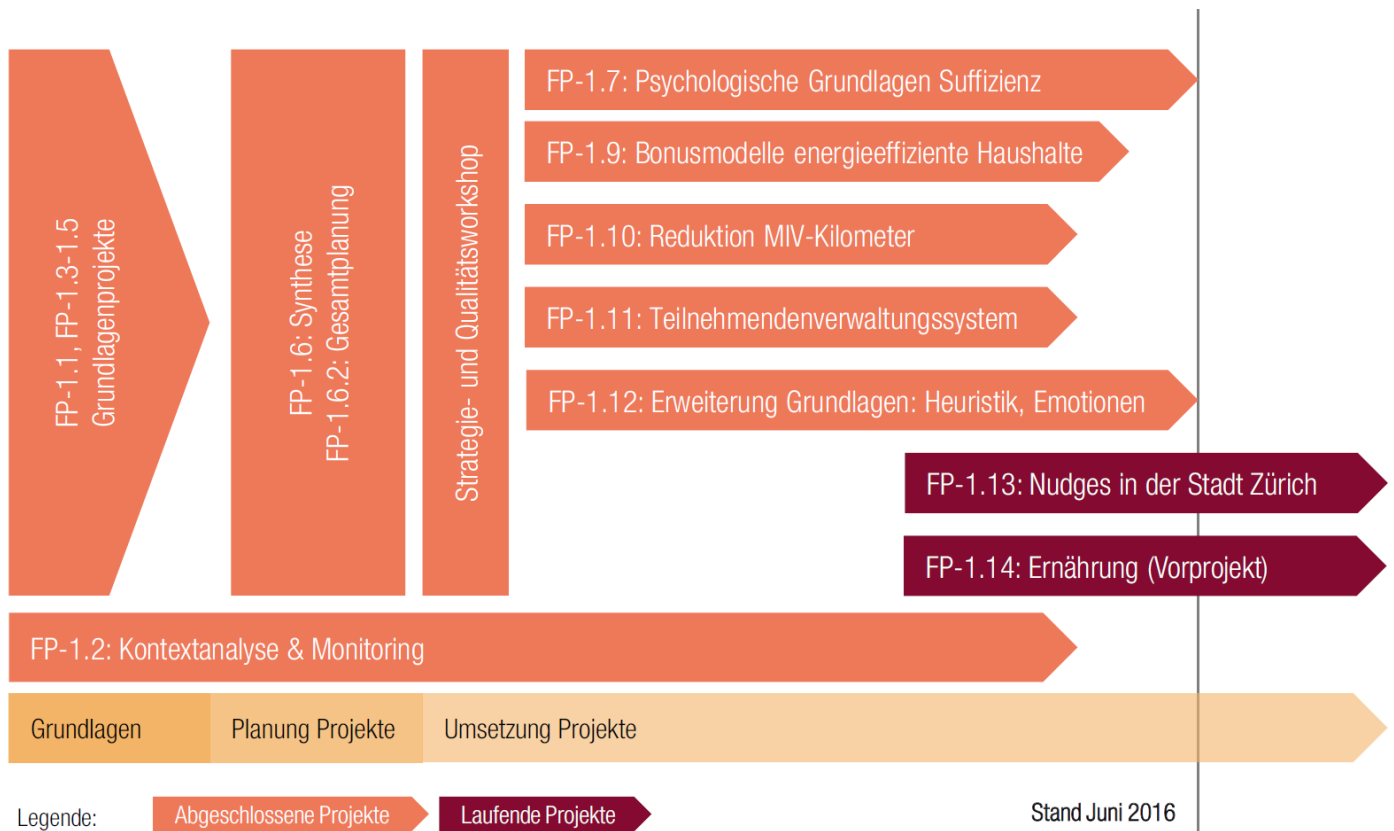 FP-1.1, FP-1.3-1.5
Grundlagenprojekte
FP-1.6: Synthese
FP-1.6.2: Gesamtplanung
Strategie- und Qualitätsworkshop
FP-1.7: Psychologische Grundlagen Suffizienz
FP-1.9: Bonusmodelle energieeffiziente Haushalte
FP-1.10: Reduktion MIV-Kilometer
FP-1.11: Teilnehmendenverwaltungssystem
FP-1.12: Erweiterung Grundlagen: Heuristik, Emotionen
FP-1.13: Nudges in der Stadt Zürich
FP-1.14: Ernährung (Vorprojekt)
FP-1.2: Kontextanalyse & Monitoring
Grundlagen
Planung Projekte
Umsetzung Projekte
Legende:
Abgeschlossene Projekte
Laufende Projekte
Stand Juni 2016